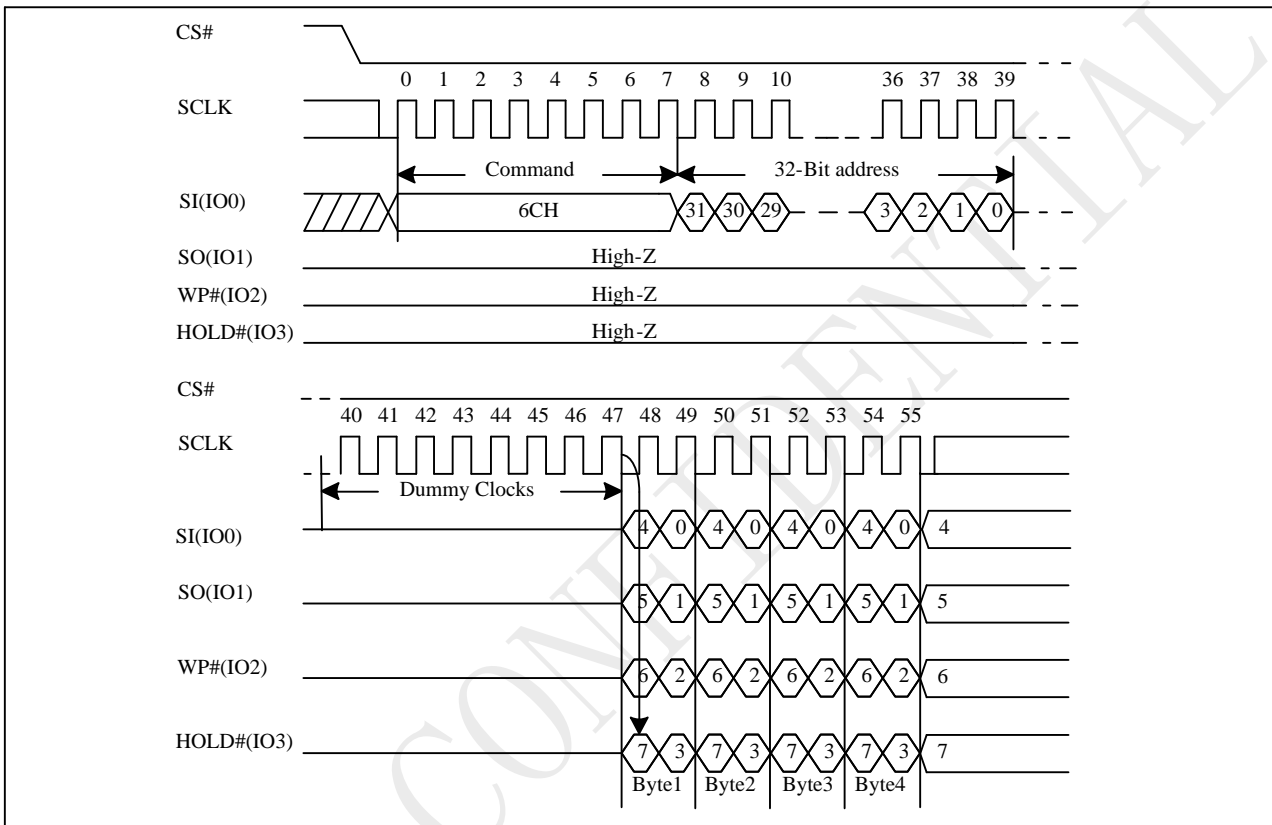 CS#
0 1 2 3 4 5 6 7 8 9 10 36 37 38 39
SCLK
Command 32-Bit address
SI(IO0) 6CH 31 30 29 3 2 1 0
SO(IO1) High-Z
WP#(IO2) High-Z
HOLD#(IO3) High-Z
CS#
40 41 42 43 44 45 46 47 48 49 50 51 52 53 54 55
SCLK
Dummy Clocks
SI(IO0) 4 0 4 0 4 0 4 0 4
SO(IO1) 5 1 5 1 5 1 5 1 5
WP#(IO2) 6 2 6 2 6 2 6 2 6
HOLD#(IO3) 7 3 7 3 7 3 7 3 7
Byte1 Byte2 Byte3 Byte4
CONFIDENTIAL